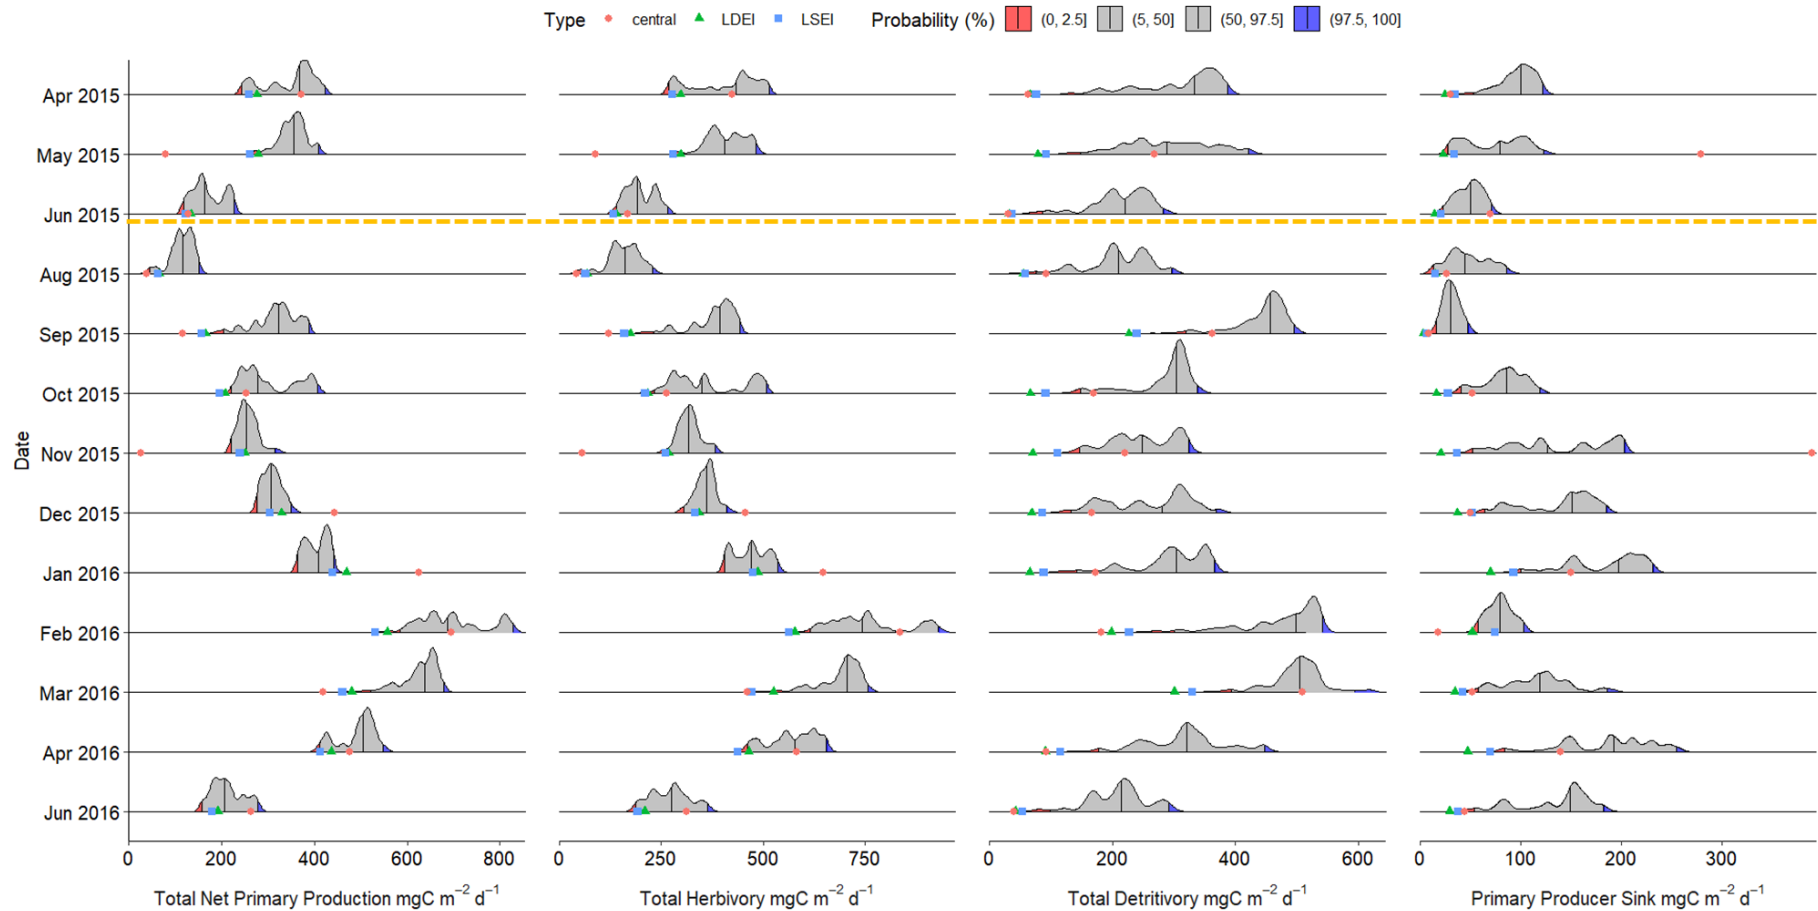 Type central LDEI LSEI Probability (%) (0, 2.5] (5, 50] (50, 97.5] (97.5, 100]
Apr 2015
May 2015
Jun 2015
Aug 2015
Sep 2015
Oct 2015
Nov 2015
Dec 2015
Jan 2016
Feb 2016
Mar 2016
Apr 2016
Jun 2016
Date
0 200 400 600 800 0 250 500 750 0 200 400 600 0 100 200 300
Total Net Primary Production mgC m⁻² d⁻¹ Total Herbivory mgC m⁻² d⁻¹ Total Detritivory mgC m⁻² d⁻¹ Primary Producer Sink mgC m⁻² d⁻¹